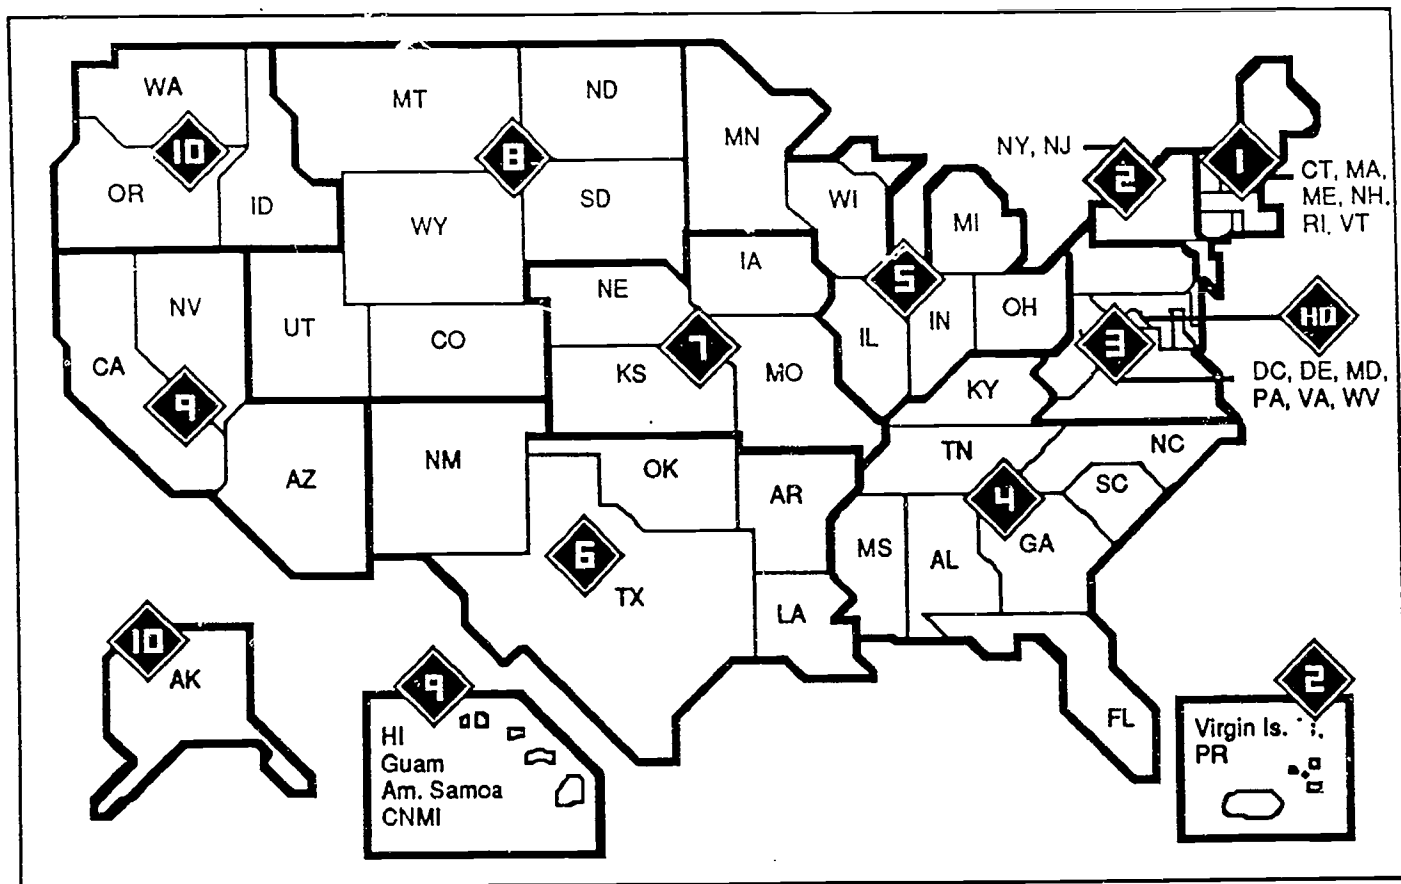 WA
MT
ND
MN
10
8
NY, NJ
2
1
CT, MA,
ME, NH,
RI, VT
OR
ID
WY
SD
WI
MI
IA
5
NV
NE
UT
CO
IL
IN
OH
HQ
3
CA
KS
7
MO
KY
DC, DE, MD,
PA, VA, WV
9
AZ
NM
OK
AR
TN
NC
SC
4
6
TX
MS
AL
GA
LA
FL
10
AK
9
HI
Guam
Am. Samoa
CNMI
2
Virgin Is.
PR